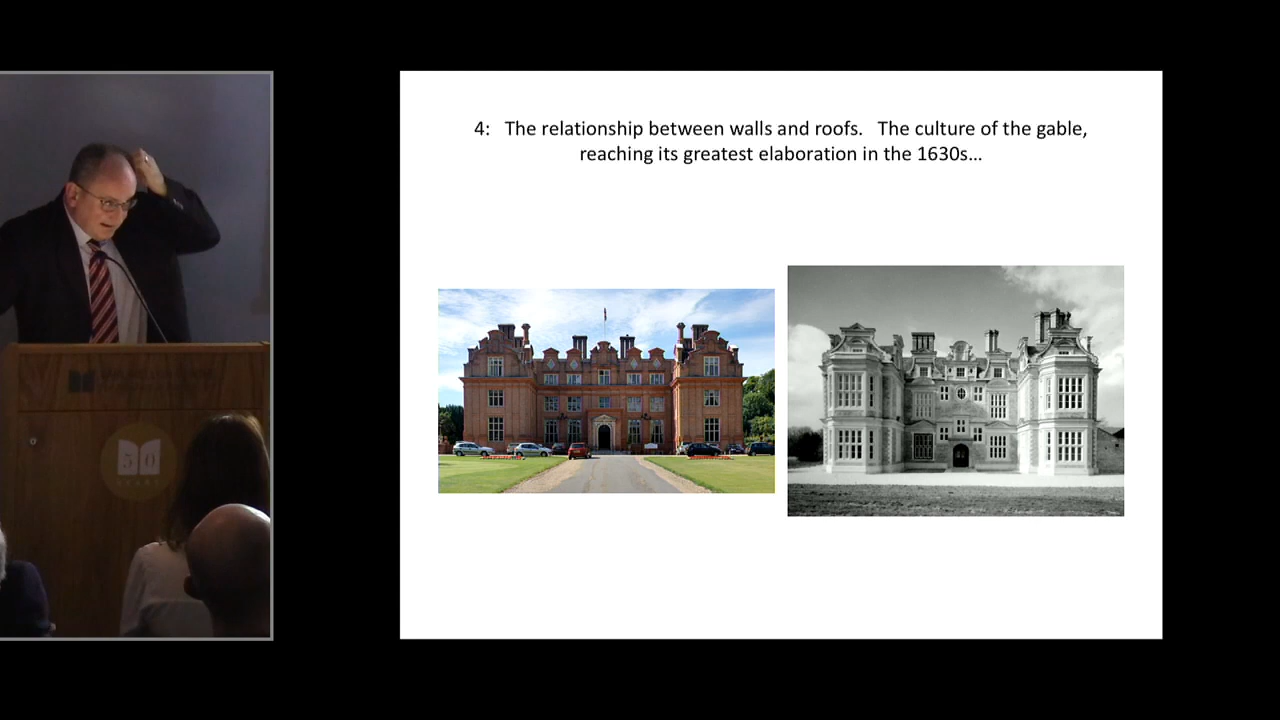 4: The relationship between walls and roofs. The culture of the gable,
reaching its greatest elaboration in the 1630s...
50